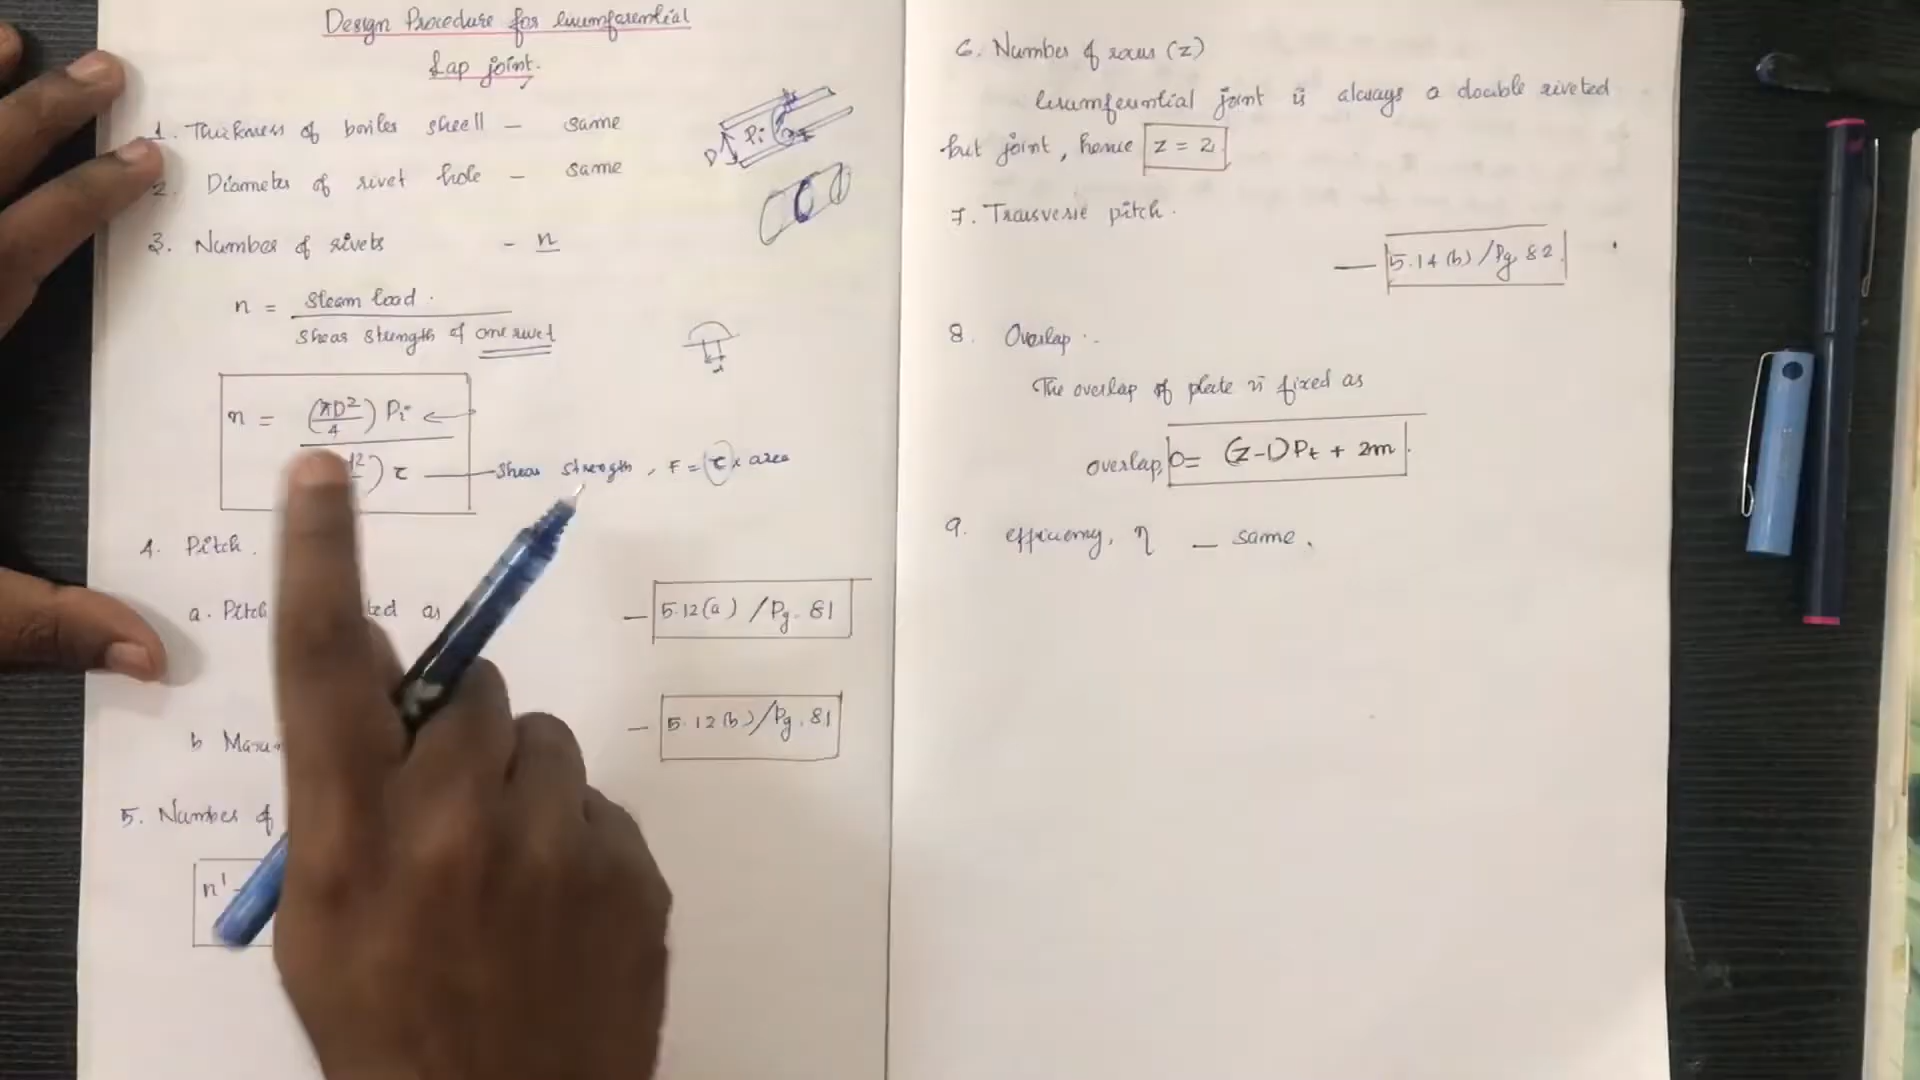 Design Procedure for Circumferential
Lap joint.
1. Thickness of boiler shell - same
2. Diameter of rivet hole - same
3. Number of rivets - n
n = Steam load.
Shear strength of one rivet
n = (πD²/4) Pi
d²) τ — Shear strength, F = τ × area
Pi
D
d
4. Pitch.
a. Pitch as — 5.12(a) / Pg. 81
b — 5.12(b) / Pg. 81
5. Number of
n'
6. Number of rows (z)
Circumferential joint is always a double riveted
but joint, hence z = 2
7. Trasverse pitch.
— 5.14(b) / Pg 82.
8. Overlap :-
The overlap of plate is fixed as
overlap, O = (z-1)Pt + 2m
9. efficiency, η — same.